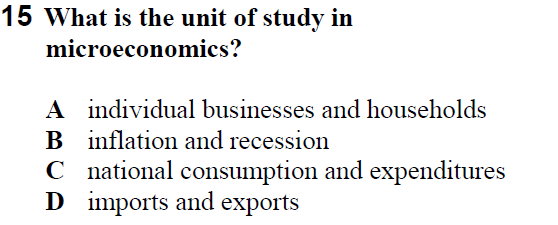 15 What is the unit of study in
microeconomics?
A individual businesses and households
B inflation and recession
C national consumption and expenditures
D imports and exports